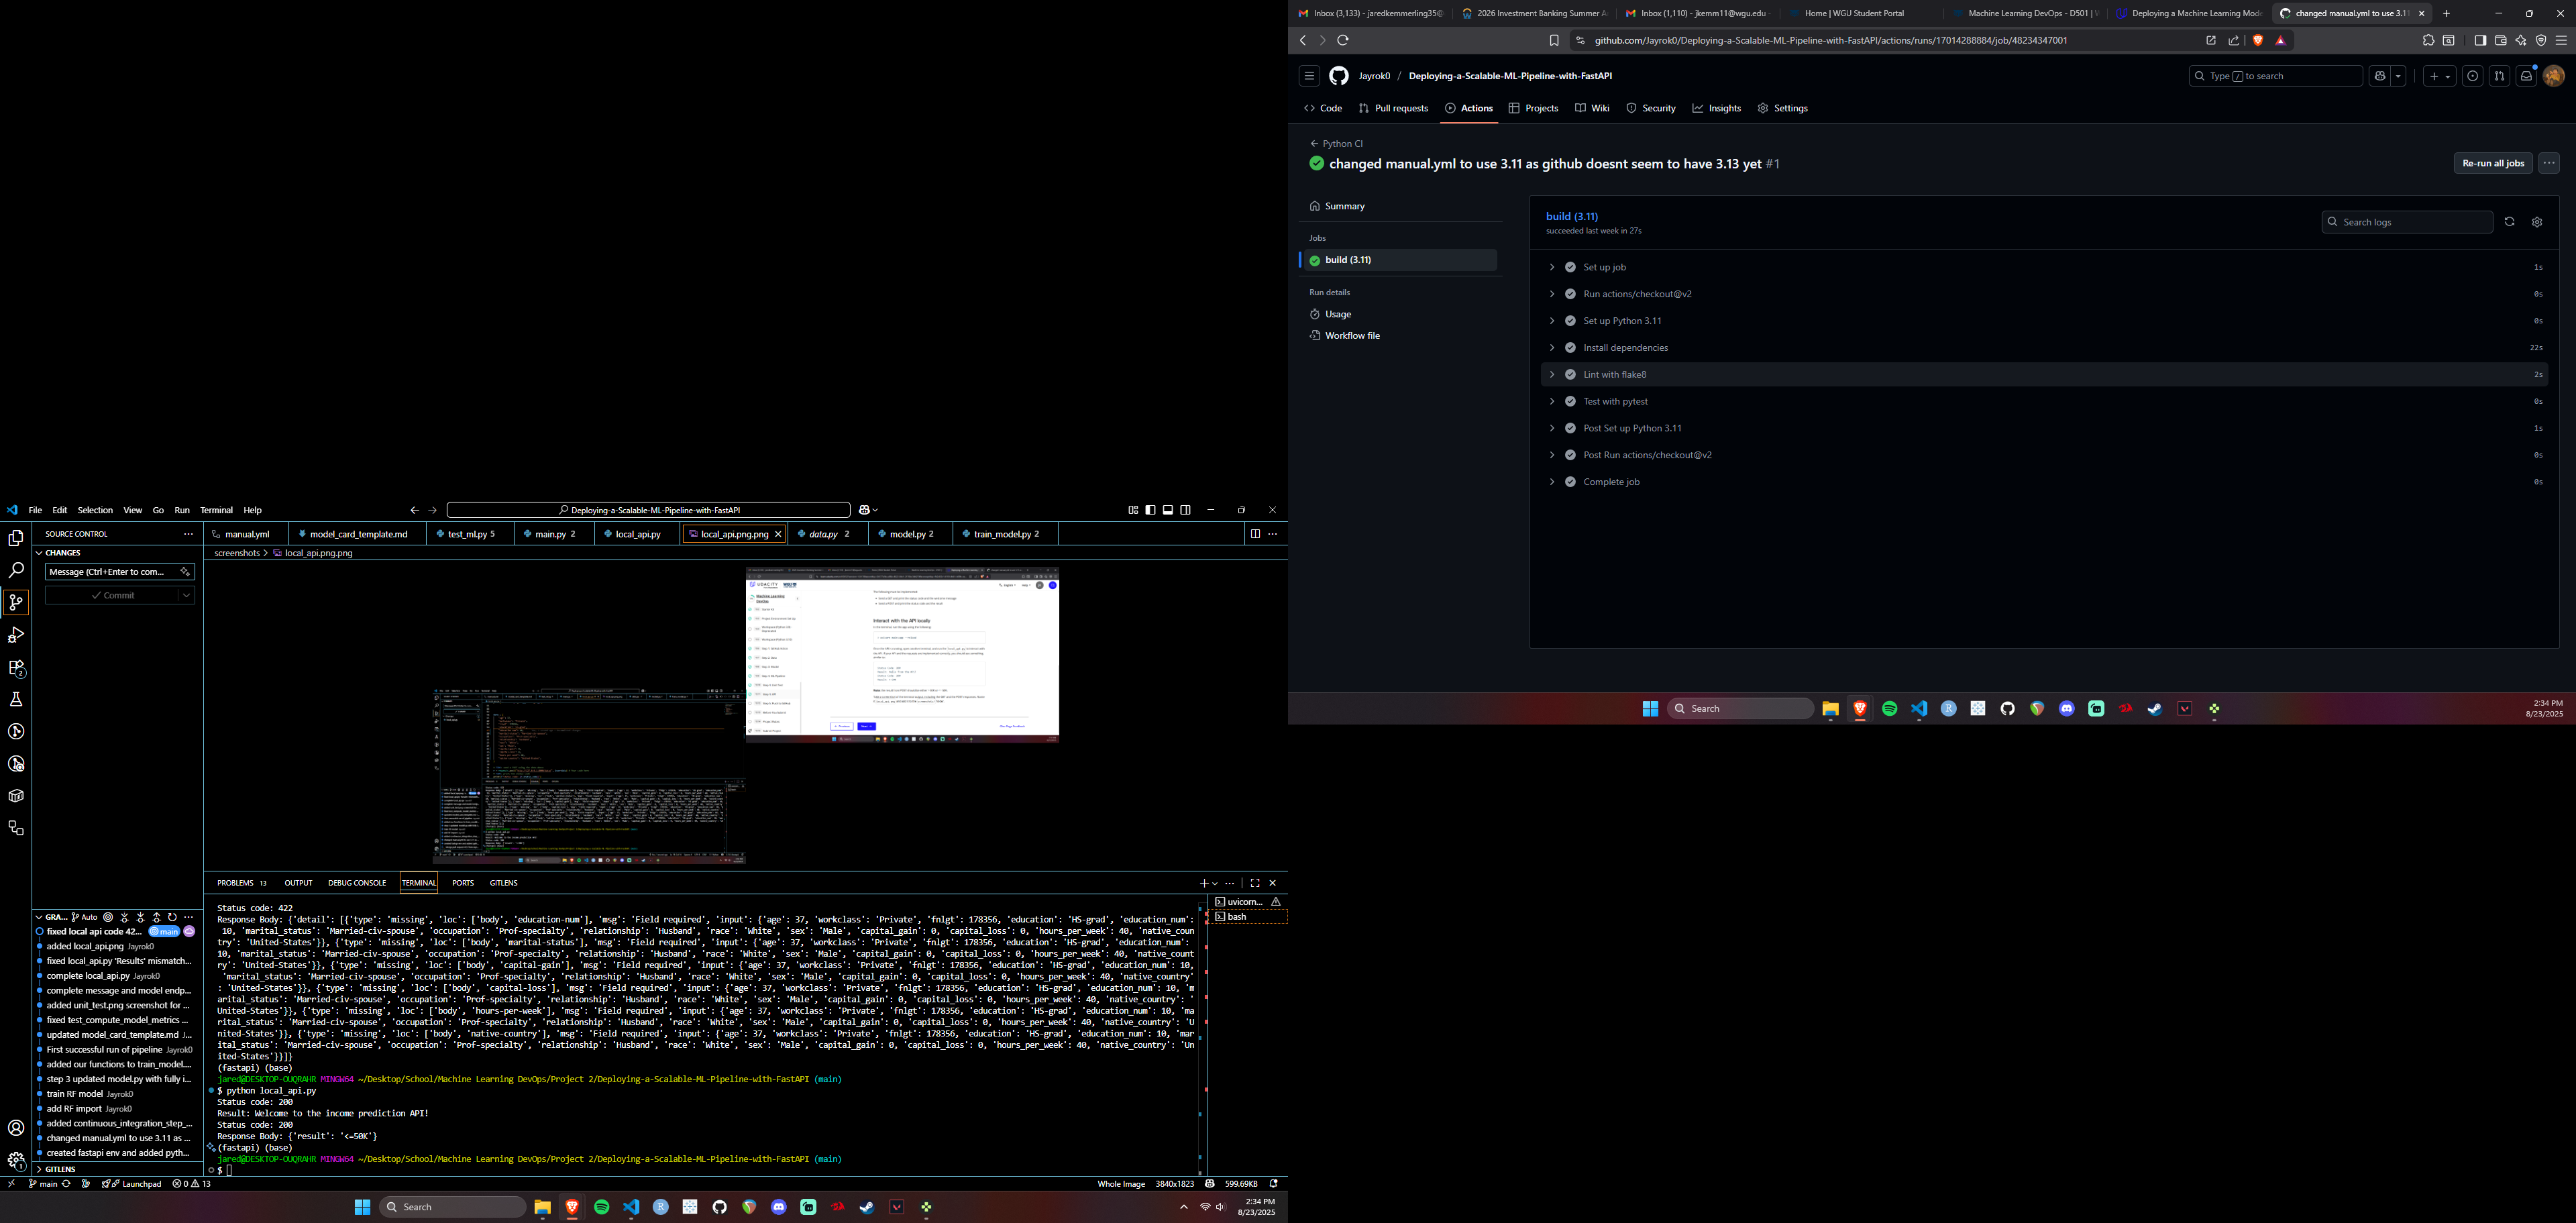 Inbox (3,133) - jaredkemmerling35@
2026 Investment Banking Summer A
Inbox (1,110) - jkemm11@wgu.edu -
Home | WGU Student Portal
Machine Learning DevOps - D501 | W
Deploying a Machine Learning Mode
changed manual.yml to use 3.11
github.com/Jayrok0/Deploying-a-Scalable-ML-Pipeline-with-FastAPI/actions/runs/17014288884/job/48234347001
Jayrok0 / Deploying-a-Scalable-ML-Pipeline-with-FastAPI
Type / to search
Code Pull requests Actions Projects Wiki Security Insights Settings
Python CI
changed manual.yml to use 3.11 as github doesnt seem to have 3.13 yet #1
Re-run all jobs
Summary
Jobs
build (3.11)
Run details
Usage
Workflow file
build (3.11)
succeeded last week in 27s
Search logs
Set up job 1s
Run actions/checkout@v2 0s
Set up Python 3.11 0s
Install dependencies 22s
Lint with flake8 2s
Test with pytest 0s
Post Set up Python 3.11 1s
Post Run actions/checkout@v2 0s
Complete job 0s
Search
2:34 PM
8/23/2025
File Edit Selection View Go Run Terminal Help
Deploying-a-Scalable-ML-Pipeline-with-FastAPI
SOURCE CONTROL
manual.yml model_card_template.md test_ml.py 5 main.py 2 local_api.py local_api.png.png data.py 2 model.py 2 train_model.py 2
screenshots > local_api.png.png
CHANGES
Message (Ctrl+Enter to com...
Commit
UDACITY
Interact with the API locally
PROBLEMS 13 OUTPUT DEBUG CONSOLE TERMINAL PORTS GITLENS
uvicorn...
bash
Status code: 422
Response Body: {'detail': [{'type': 'missing', 'loc': ['body', 'education-num'], 'msg': 'Field required', 'input': {'age': 37, 'workclass': 'Private', 'fnlgt': 178356, 'education': 'HS-grad', 'education_num':
10, 'marital_status': 'Married-civ-spouse', 'occupation': 'Prof-specialty', 'relationship': 'Husband', 'race': 'White', 'sex': 'Male', 'capital_gain': 0, 'capital_loss': 0, 'hours_per_week': 40, 'native_coun
try': 'United-States'}}, {'type': 'missing', 'loc': ['body', 'marital-status'], 'msg': 'Field required', 'input': {'age': 37, 'workclass': 'Private', 'fnlgt': 178356, 'education': 'HS-grad', 'education_num':
10, 'marital_status': 'Married-civ-spouse', 'occupation': 'Prof-specialty', 'relationship': 'Husband', 'race': 'White', 'sex': 'Male', 'capital_gain': 0, 'capital_loss': 0, 'hours_per_week': 40, 'native_count
ry': 'United-States'}}, {'type': 'missing', 'loc': ['body', 'capital-gain'], 'msg': 'Field required', 'input': {'age': 37, 'workclass': 'Private', 'fnlgt': 178356, 'education': 'HS-grad', 'education_num': 10,
'marital_status': 'Married-civ-spouse', 'occupation': 'Prof-specialty', 'relationship': 'Husband', 'race': 'White', 'sex': 'Male', 'capital_gain': 0, 'capital_loss': 0, 'hours_per_week': 40, 'native_country'
: 'United-States'}}, {'type': 'missing', 'loc': ['body', 'capital-loss'], 'msg': 'Field required', 'input': {'age': 37, 'workclass': 'Private', 'fnlgt': 178356, 'education': 'HS-grad', 'education_num': 10, 'm
arital_status': 'Married-civ-spouse', 'occupation': 'Prof-specialty', 'relationship': 'Husband', 'race': 'White', 'sex': 'Male', 'capital_gain': 0, 'capital_loss': 0, 'hours_per_week': 40, 'native_country': '
United-States'}}, {'type': 'missing', 'loc': ['body', 'hours-per-week'], 'msg': 'Field required', 'input': {'age': 37, 'workclass': 'Private', 'fnlgt': 178356, 'education': 'HS-grad', 'education_num': 10, 'ma
rital_status': 'Married-civ-spouse', 'occupation': 'Prof-specialty', 'relationship': 'Husband', 'race': 'White', 'sex': 'Male', 'capital_gain': 0, 'capital_loss': 0, 'hours_per_week': 40, 'native_country': 'U
nited-States'}}, {'type': 'missing', 'loc': ['body', 'native-country'], 'msg': 'Field required', 'input': {'age': 37, 'workclass': 'Private', 'fnlgt': 178356, 'education': 'HS-grad', 'education_num': 10, 'mar
ital_status': 'Married-civ-spouse', 'occupation': 'Prof-specialty', 'relationship': 'Husband', 'race': 'White', 'sex': 'Male', 'capital_gain': 0, 'capital_loss': 0, 'hours_per_week': 40, 'native_country': 'Un
ited-States'}}]}
(fastapi) (base)
jared@DESKTOP-OUQRAHR MINGW64 ~/Desktop/School/Machine Learning DevOps/Project 2/Deploying-a-Scalable-ML-Pipeline-with-FastAPI (main)
$ python local_api.py
Status code: 200
Result: Welcome to the income prediction API!
Status code: 200
Response Body: {'result': '<=50K'}
(fastapi) (base)
jared@DESKTOP-OUQRAHR MINGW64 ~/Desktop/School/Machine Learning DevOps/Project 2/Deploying-a-Scalable-ML-Pipeline-with-FastAPI (main)
$
GRA... Auto
fixed local api code 42... main
added local_api.png Jayrok0
fixed local_api.py 'Results' mismatch...
complete local_api.py Jayrok0
complete message and model endp...
added unit_test.png screenshot for ...
fixed test_compute_model_metrics ...
updated model_card_template.md J...
First successful run of pipeline Jayrok0
added our functions to train_model....
step 3 updated model.py with fully i...
train RF model Jayrok0
add RF import Jayrok0
added continuous_integration_step_...
changed manual.yml to use 3.11 as ...
created fastapi env and added pyth...
GITLENS
main Launchpad 0 13
Whole Image 3840x1823 599.69KB
Search
2:34 PM
8/23/2025